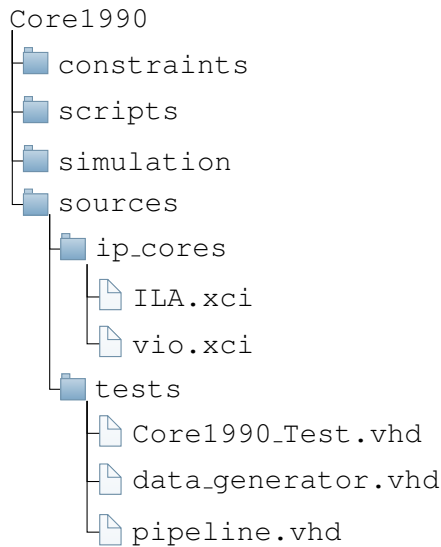 Core1990
constraints
scripts
simulation
sources
ip_cores
ILA.xci
vio.xci
tests
Core1990_Test.vhd
data_generator.vhd
pipeline.vhd